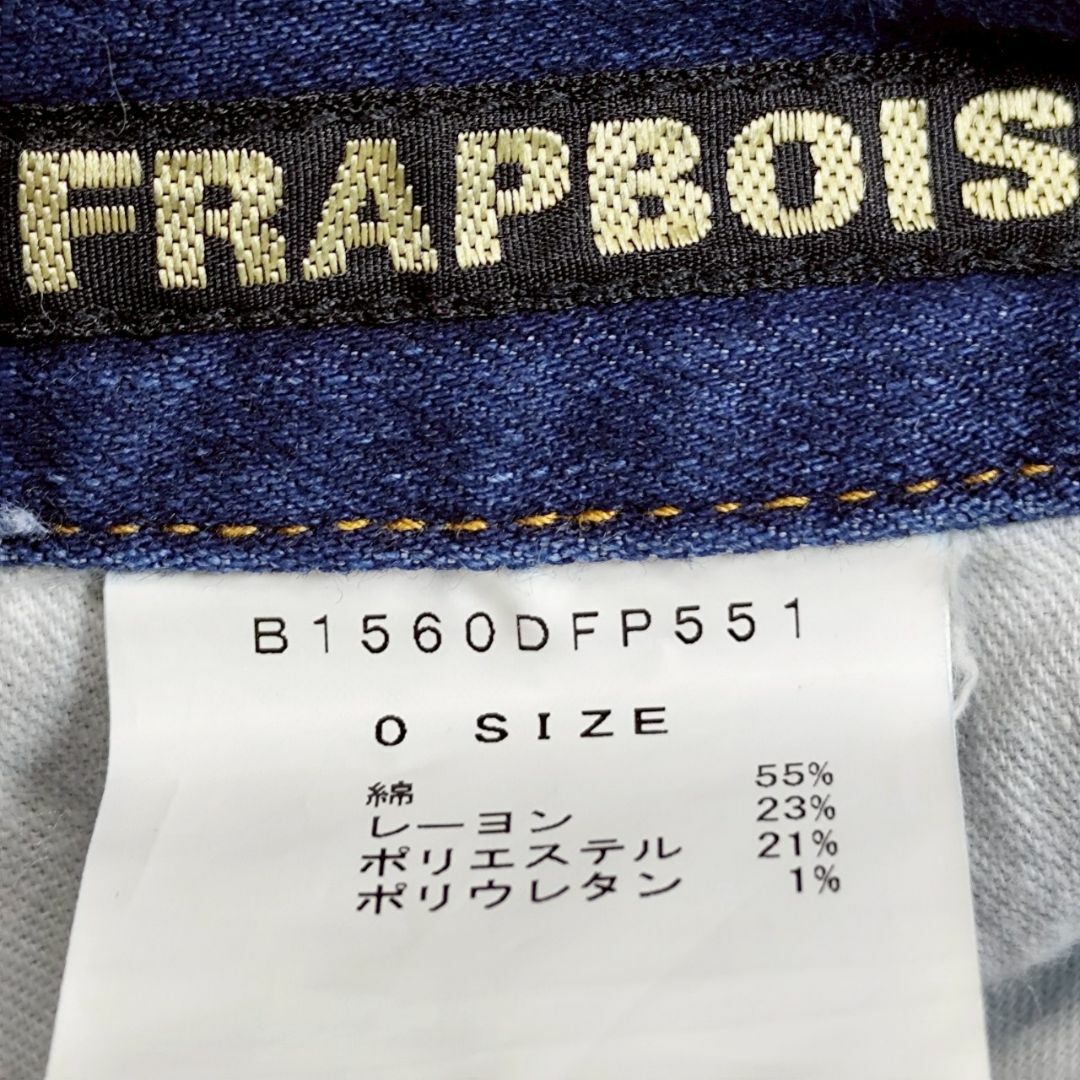 FRAPBOIS
B1560DFP551
0 SIZE
綿 55%
レーヨン 23%
ポリエステル 21%
ポリウレタン 1%